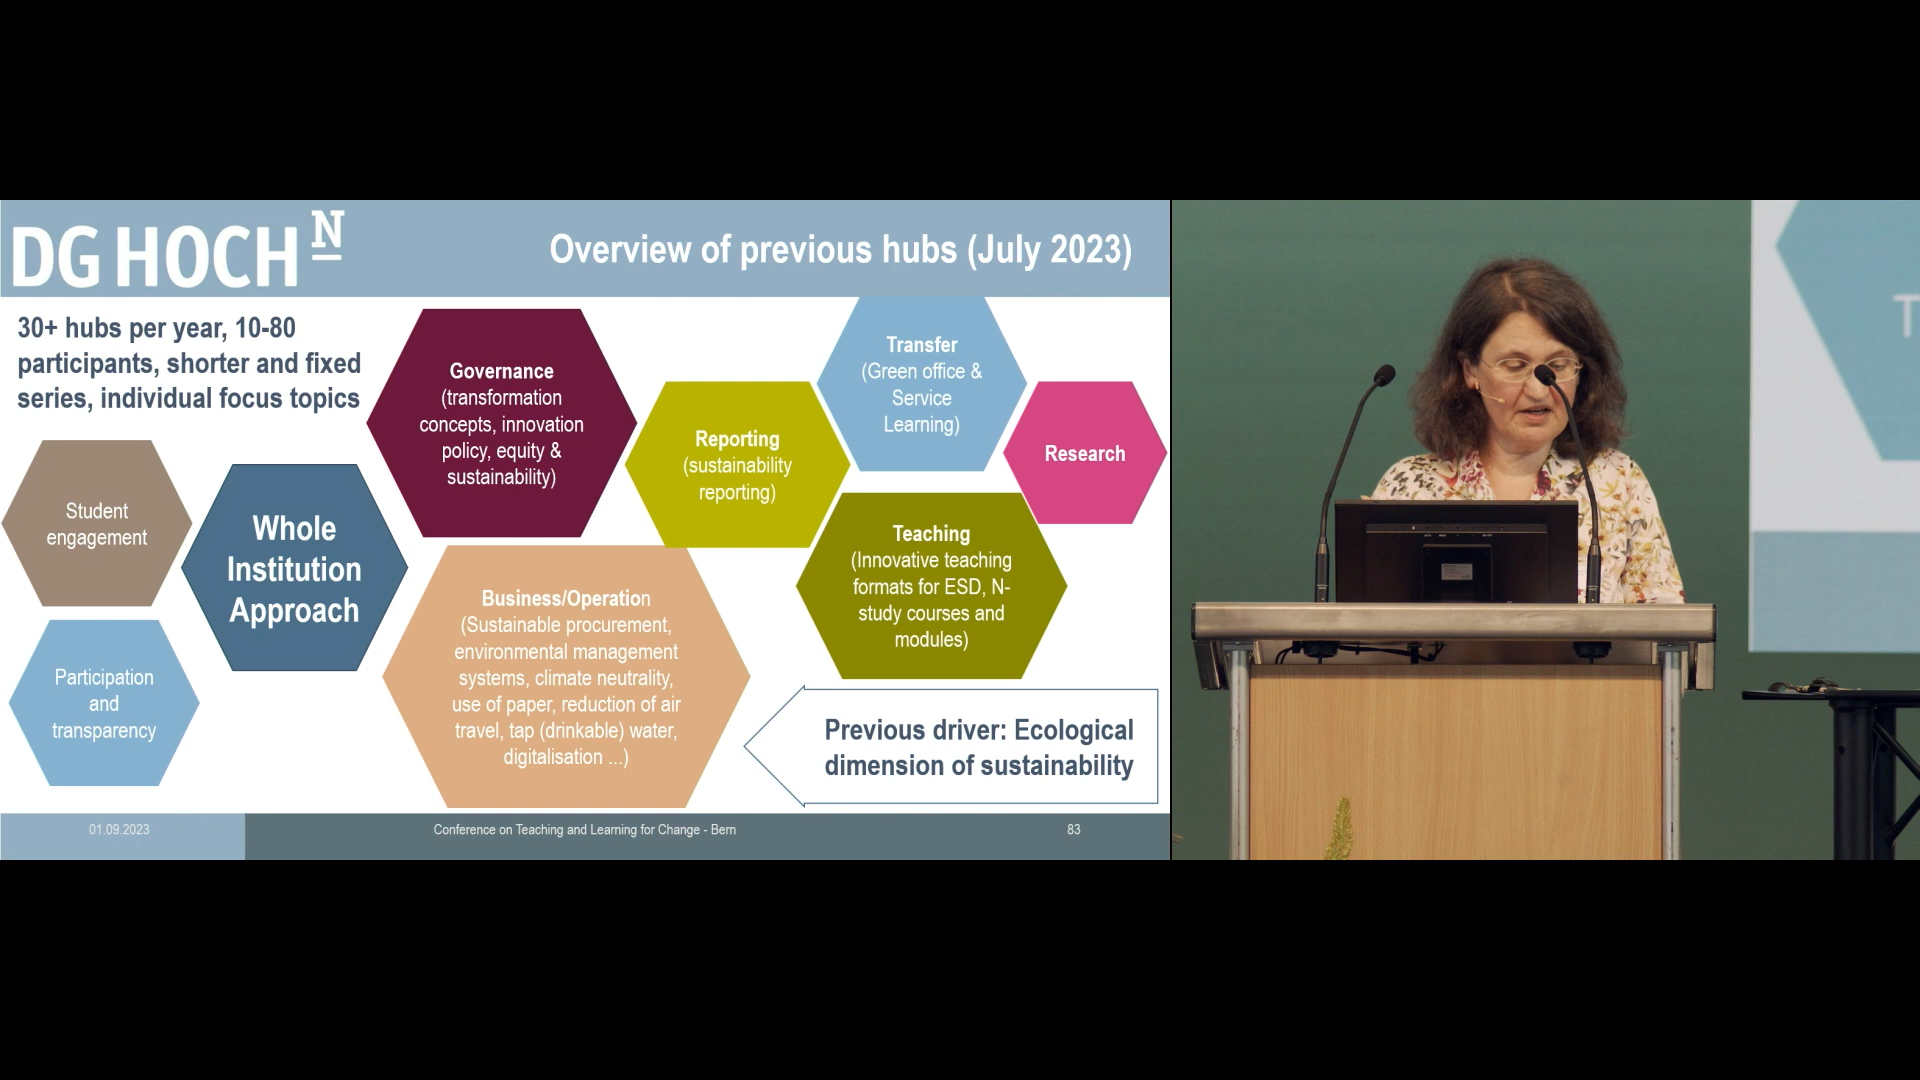 DG HOCH N
Overview of previous hubs (July 2023)
30+ hubs per year, 10-80
participants, shorter and fixed
series, individual focus topics
Student
engagement
Participation
and
transparency
Whole
Institution
Approach
Governance
(transformation
concepts, innovation
policy, equity &
sustainability)
Business/Operation
(Sustainable procurement,
environmental management
systems, climate neutrality,
use of paper, reduction of air
travel, tap (drinkable) water,
digitalisation ...)
Reporting
(sustainability
reporting)
Transfer
(Green office &
Service
Learning)
Research
Teaching
(Innovative teaching
formats for ESD, N-
study courses and
modules)
Previous driver: Ecological
dimension of sustainability
01.09.2023
Conference on Teaching and Learning for Change - Bern
83
T